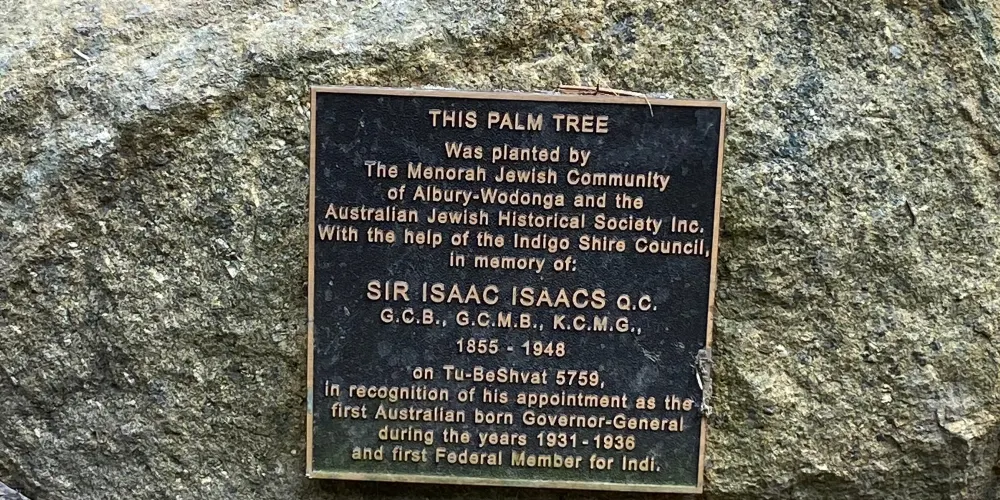 THIS PALM TREE
Was planted by
The Menorah Jewish Community
of Albury-Wodonga and the
Australian Jewish Historical Society Inc.
With the help of the Indigo Shire Council,
in memory of:
SIR ISAAC ISAACS Q.C.
G.C.B., G.C.M.B., K.C.M.G.,
1855 - 1948
on Tu-BeShvat 5759,
in recognition of his appointment as the
first Australian born Governor-General
during the years 1931-1936
and first Federal Member for Indi.